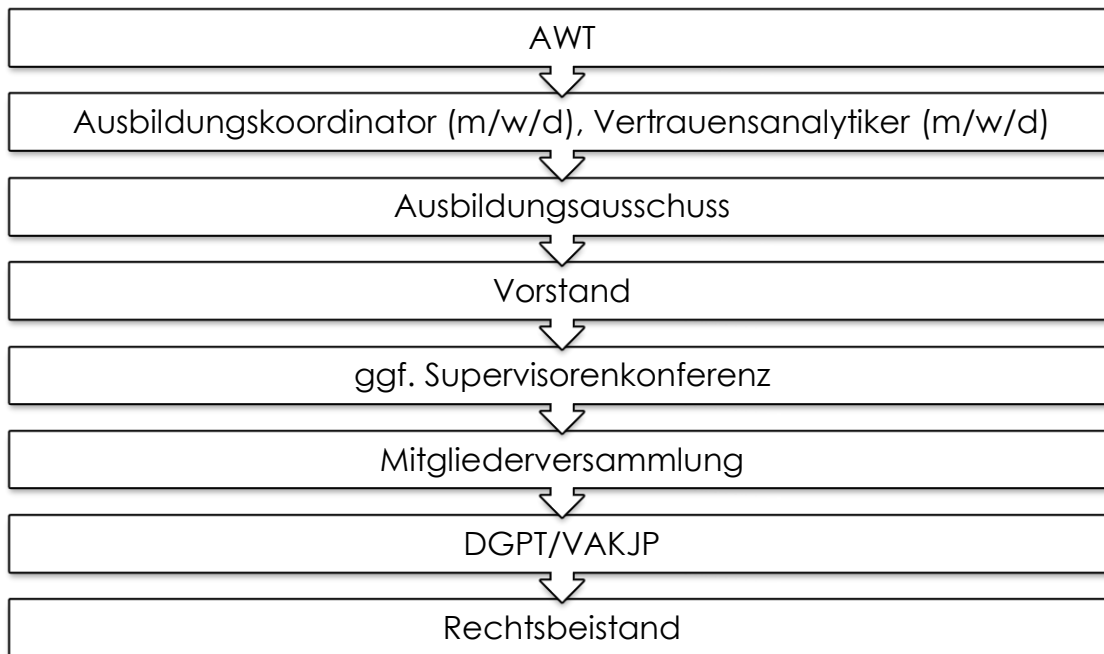 AWT
Ausbildungskoordinator (m/w/d), Vertrauensanalytiker (m/w/d)
Ausbildungsausschuss
Vorstand
ggf. Supervisorenkonferenz
Mitgliederversammlung
DGPT/VAKJP
Rechtsbeistand